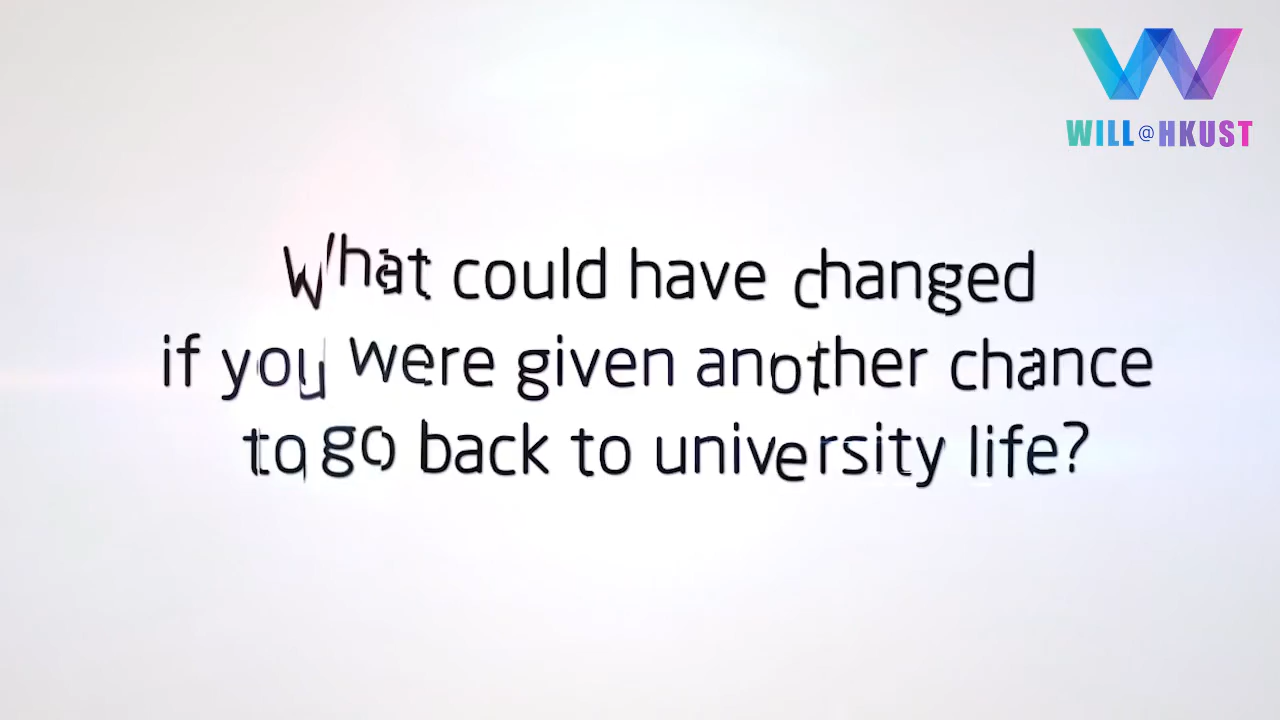 WILL@HKUST
What could have changed
if you were given another chance
to go back to university life?